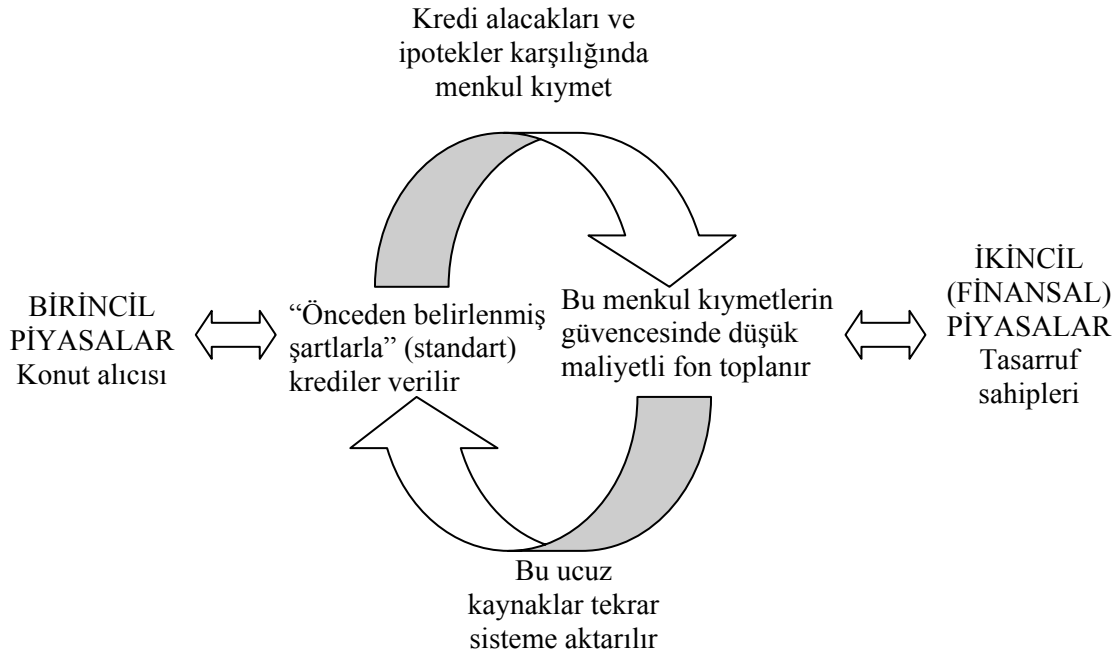 Kredi alacakları ve
ipotekler karşılığında
menkul kıymet
BİRİNCİL
PİYASALAR
Konut alıcısı
“Önceden belirlenmiş
şartlarla” (standart)
krediler verilir
Bu menkul kıymetlerin
güvencesinde düşük
maliyetli fon toplanır
İKİNCİL
(FİNANSAL)
PİYASALAR
Tasarruf
sahipleri
Bu ucuz
kaynaklar tekrar
sisteme aktarılır